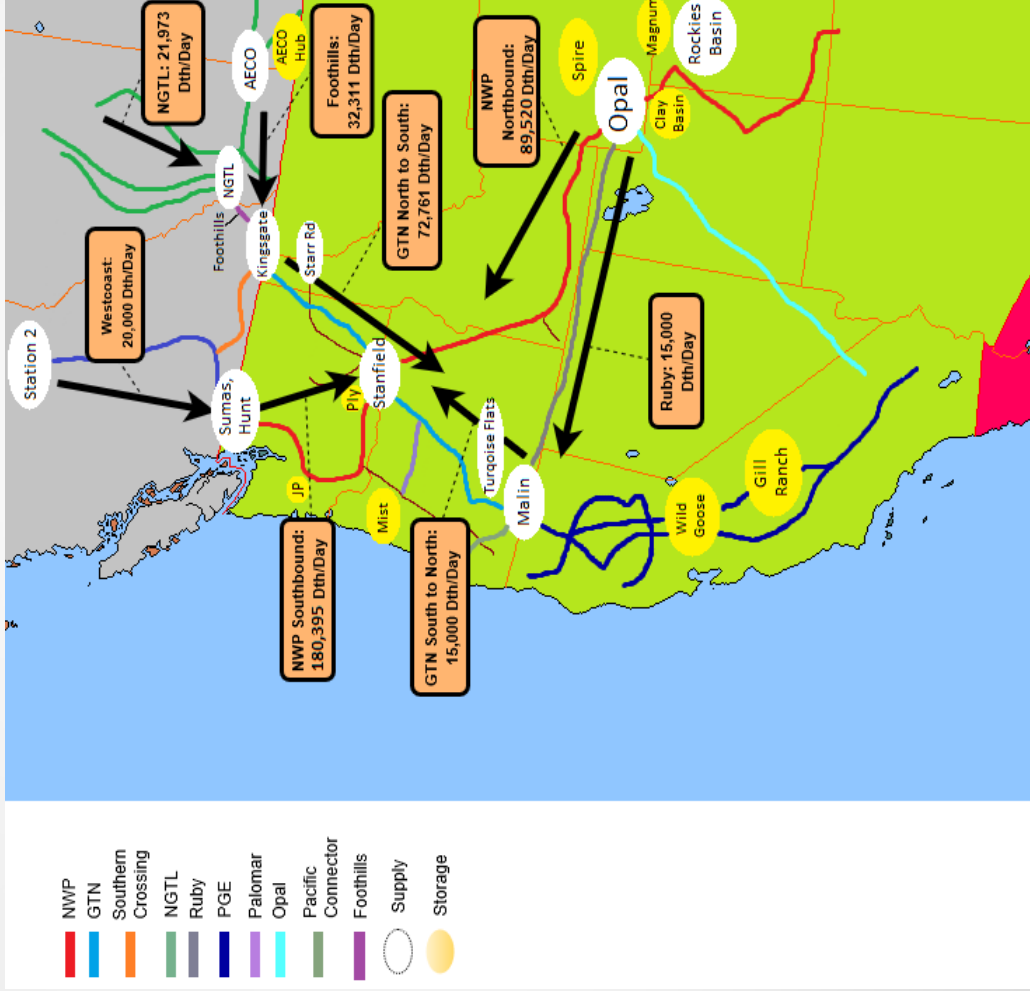 Station 2
Westcoast:
20,000 Dth/Day
NGTL: 21,973
Dth/Day
AECO
AECO
Hub
Foothills:
32,311 Dth/Day
NGTL
Foothills
Kingsgate
Starr Rd
Sumas,
Hunt
GTN North to South:
72,761 Dth/Day
NWP
Northbound:
89,520 Dth/Day
Spire
Magnum
Rockies
Basin
Opal
Clay
Basin
Ply
Stanfield
JP
Mist
Turqoise Flats
Malin
Ruby: 15,000
Dth/Day
NWP Southbound:
180,395 Dth/Day
GTN South to North:
15,000 Dth/Day
Wild
Goose
Gill
Ranch
NWP
GTN
Southern
Crossing
NGTL
Ruby
PGE
Palomar
Opal
Pacific
Connector
Foothills
Supply
Storage